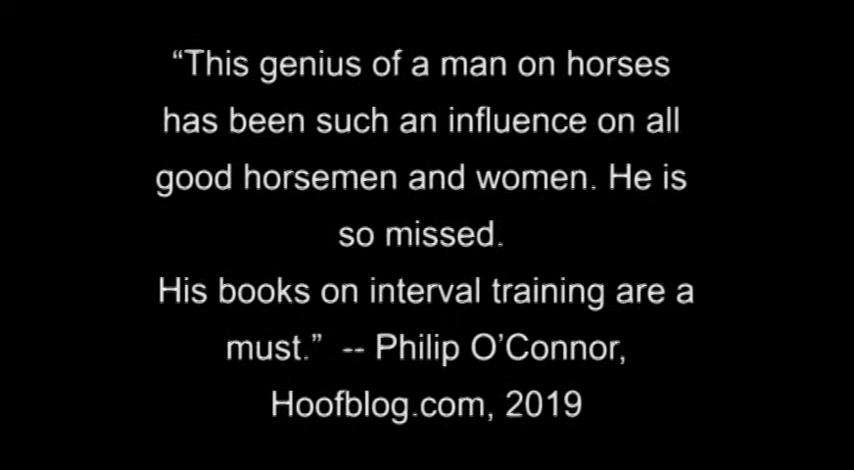 “This genius of a man on horses
has been such an influence on all
good horsemen and women. He is
so missed.
His books on interval training are a
must.”  -- Philip O’Connor,
Hoofblog.com, 2019